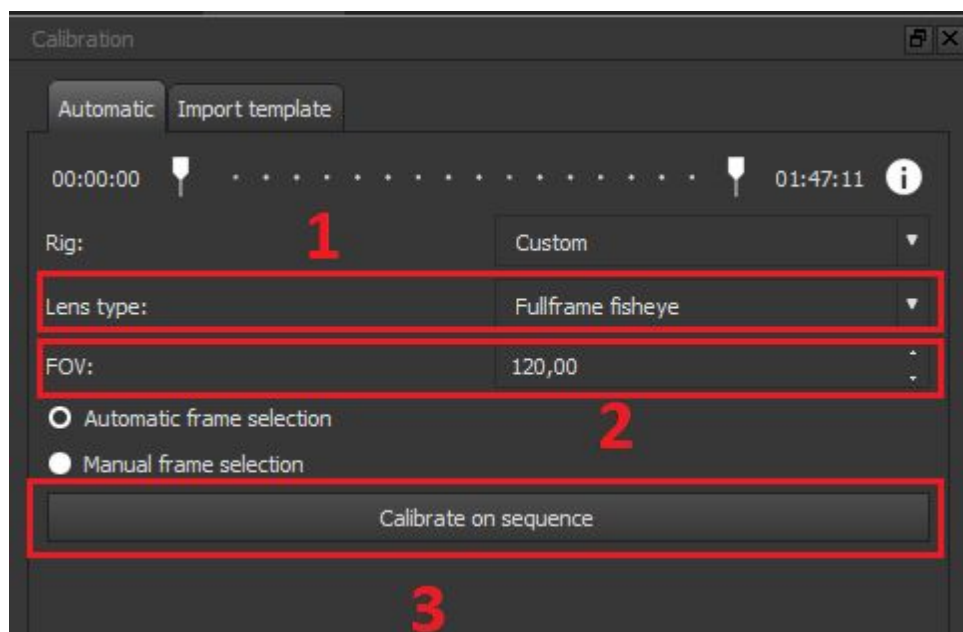 Calibration
Automatic Import template
00:00:00 01:47:11 i
1
Rig: Custom
Lens type: Fullframe fisheye
FOV: 120,00
2
Automatic frame selection
Manual frame selection
Calibrate on sequence
3